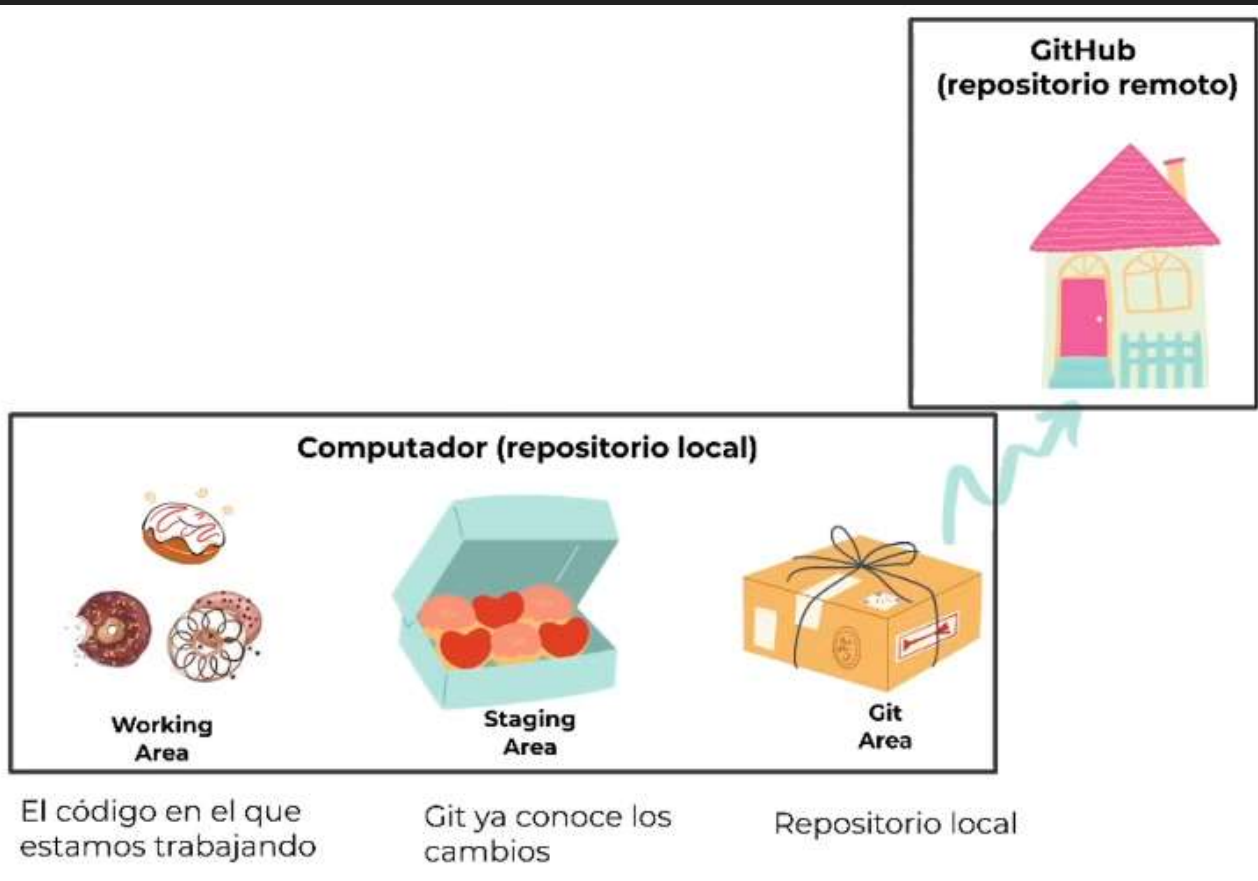 GitHub
(repositorio remoto)
Computador (repositorio local)
Working
Area
Staging
Area
Git
Area
El código en el que
estamos trabajando
Git ya conoce los
cambios
Repositorio local